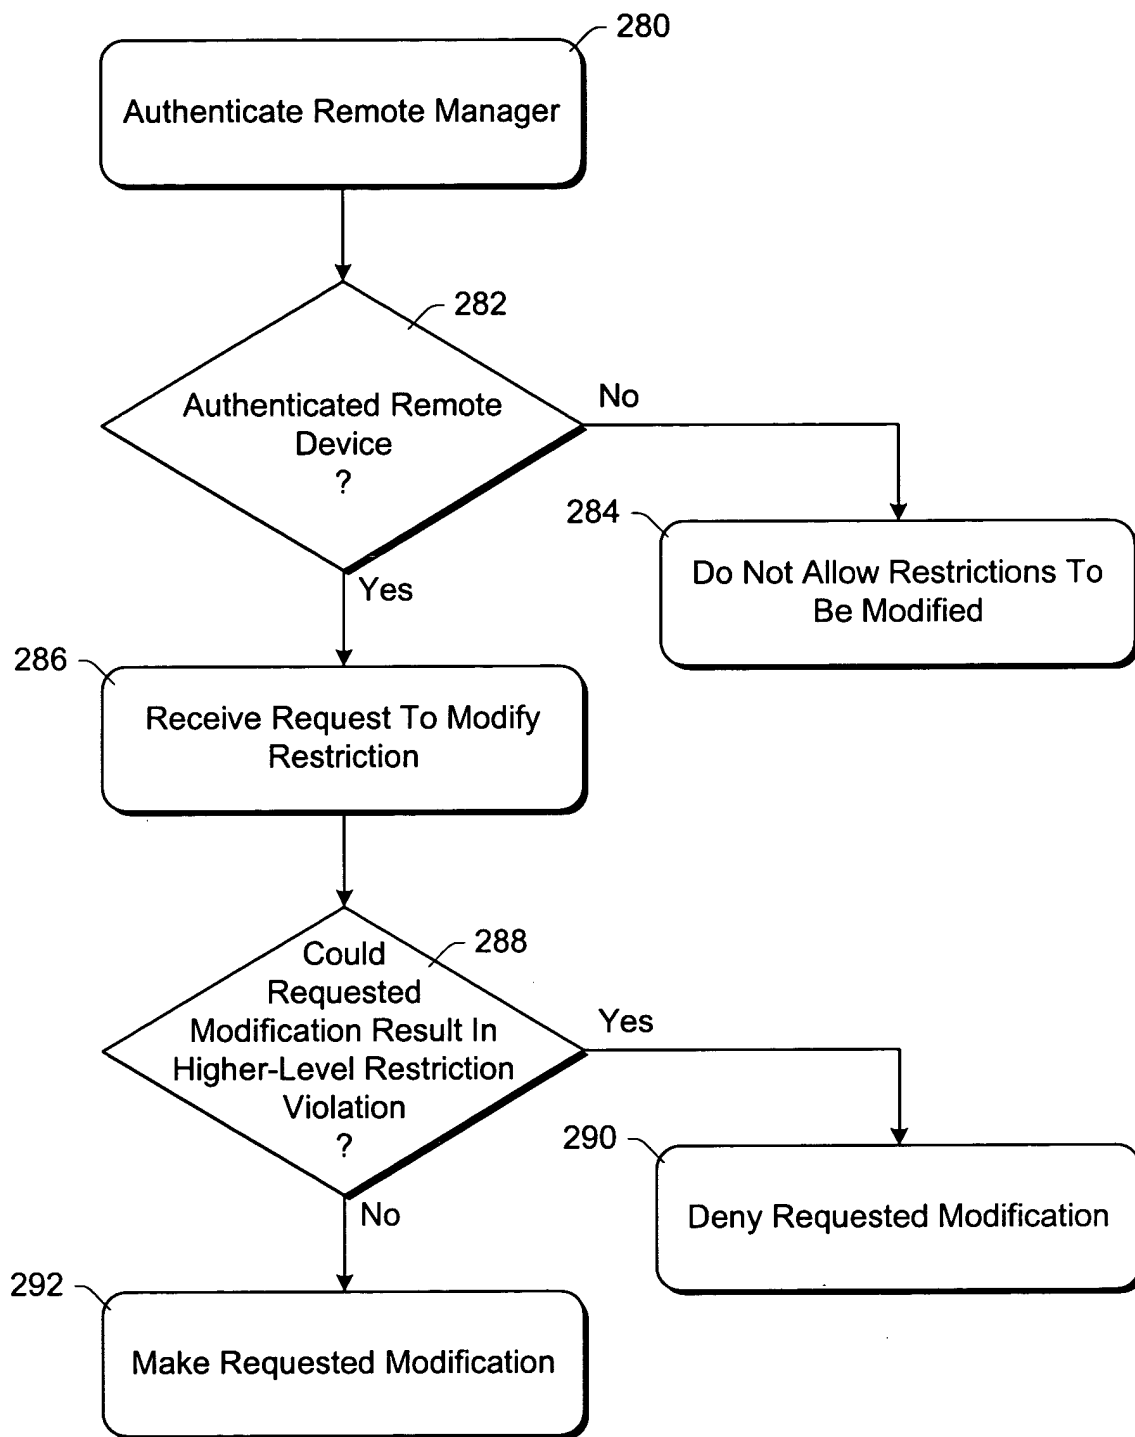 280
Authenticate Remote Manager
282
Authenticated Remote
Device
?
No
Yes
284
Do Not Allow Restrictions To
Be Modified
286
Receive Request To Modify
Restriction
288
Could
Requested
Modification Result In
Higher-Level Restriction
Violation
?
Yes
No
290
Deny Requested Modification
292
Make Requested Modification